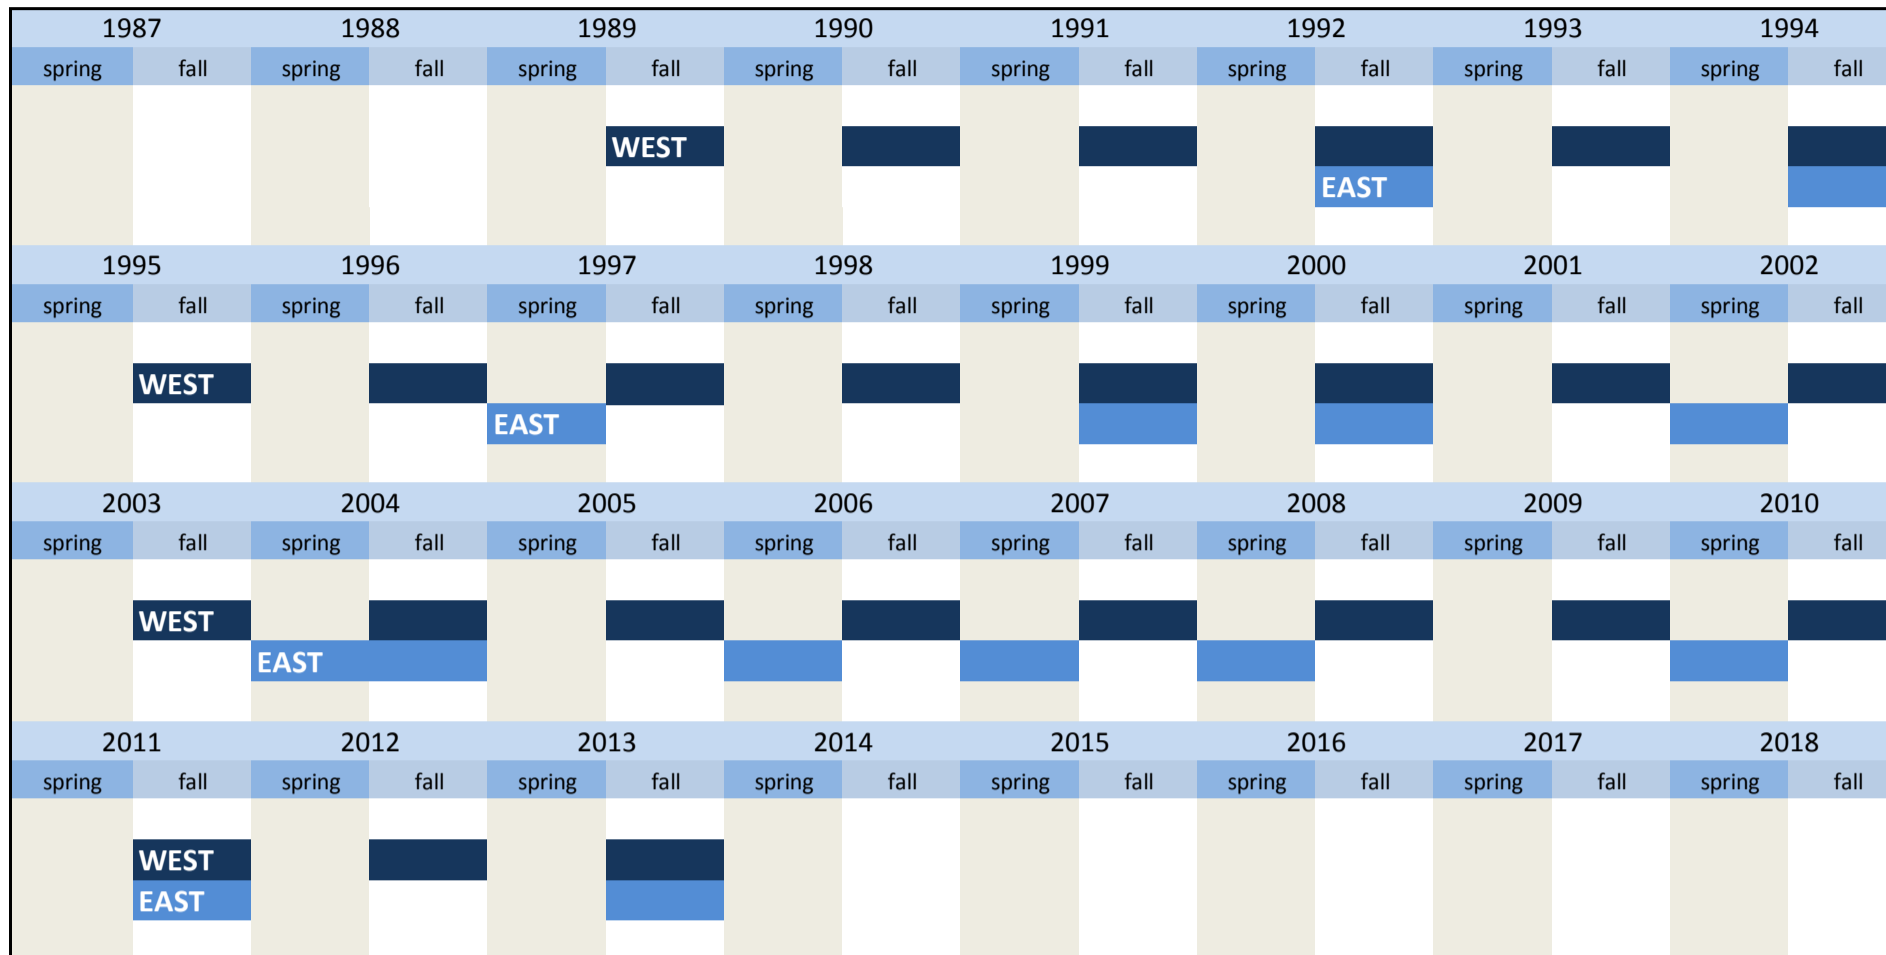 1987 1988 1989 1990 1991 1992 1993 1994
spring fall spring fall spring fall spring fall spring fall spring fall spring fall spring fall
WEST
EAST
1995 1996 1997 1998 1999 2000 2001 2002
spring fall spring fall spring fall spring fall spring fall spring fall spring fall spring fall
WEST
EAST
2003 2004 2005 2006 2007 2008 2009 2010
spring fall spring fall spring fall spring fall spring fall spring fall spring fall spring fall
WEST
EAST
2011 2012 2013 2014 2015 2016 2017 2018
spring fall spring fall spring fall spring fall spring fall spring fall spring fall spring fall
WEST
EAST